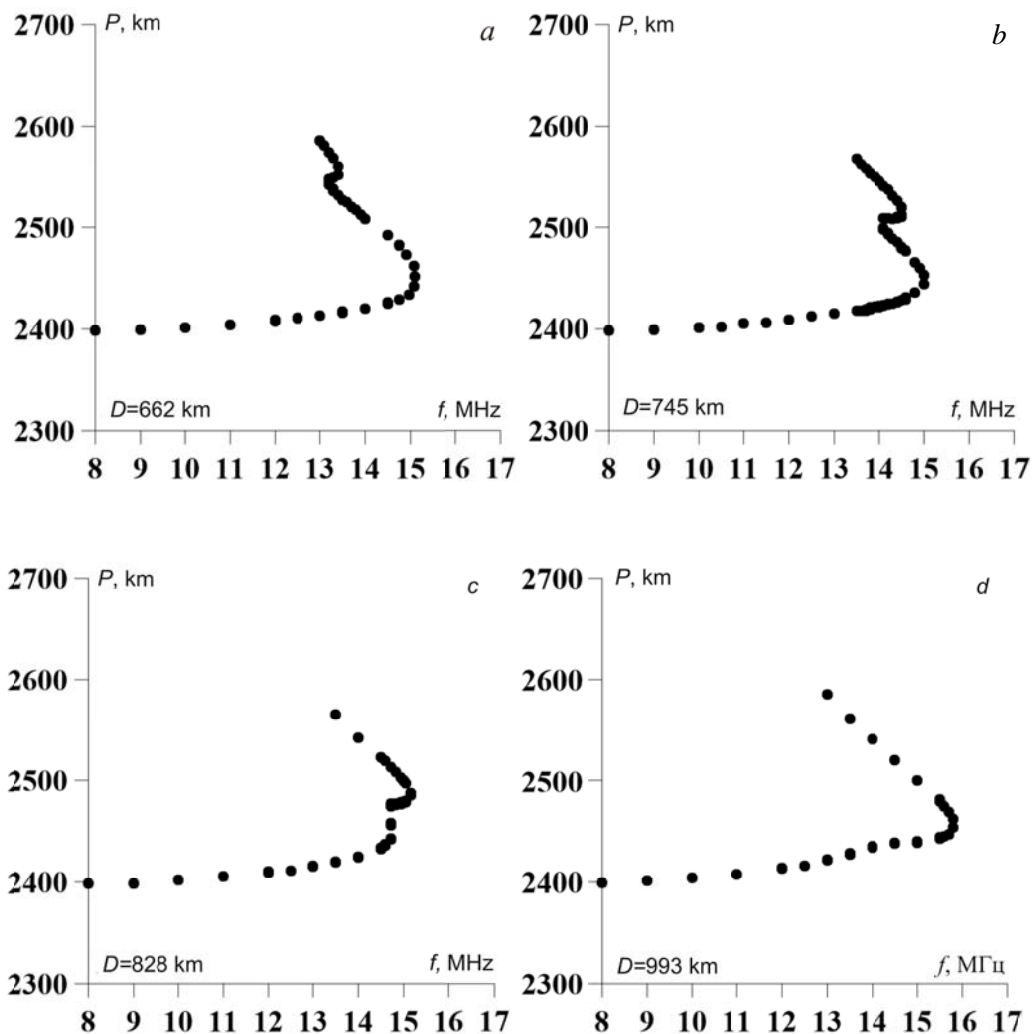 2700 P, km a
2600
2500
2400
2300 D=662 km f, MHz
8 9 10 11 12 13 14 15 16 17
2700 P, km b
2600
2500
2400
2300 D=745 km f, MHz
8 9 10 11 12 13 14 15 16 17
2700 P, km c
2600
2500
2400
2300 D=828 km f, MHz
8 9 10 11 12 13 14 15 16 17
2700 P, km d
2600
2500
2400
2300 D=993 km f, МГц
8 9 10 11 12 13 14 15 16 17